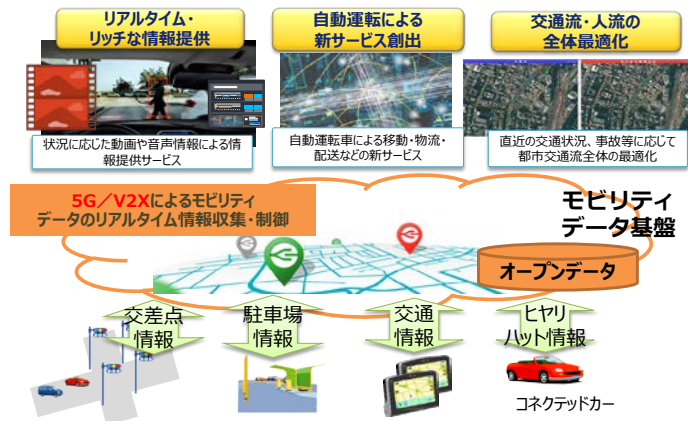 リアルタイム・
リッチな情報提供
自動運転による
新サービス創出
交通流・人流の
全体最適化
状況に応じた動画や音声情報による情
報提供サービス
自動運転車による移動・物流・
配送などの新サービス
直近の交通状況、事故等に応じて
都市交通流全体の最適化
5G／V2Xによるモビリティ
データのリアルタイム情報収集・制御
モビリティ
データ基盤
オープンデータ
交差点
情報
駐車場
情報
交通
情報
ヒヤリ
ハット情報
コネクテッドカー